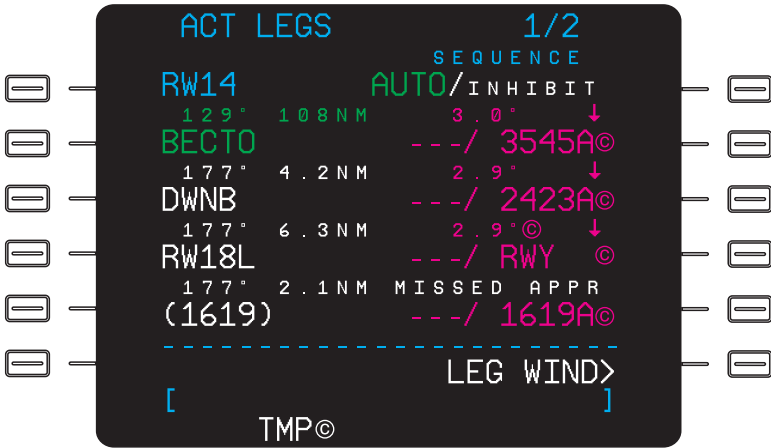 ACT LEGS 1/2
SEQUENCE
RW14 AUTO/INHIBIT
129° 108NM 3.0° ↓
BECTO ---/ 3545A©
177° 4.2NM 2.9° ↓
DWNB ---/ 2423A©
177° 6.3NM 2.9°© ↓
RW18L ---/ RWY ©
177° 2.1NM MISSED APPR
(1619) ---/ 1619A©
----------------------------
LEG WIND>
[ ]
TMP©